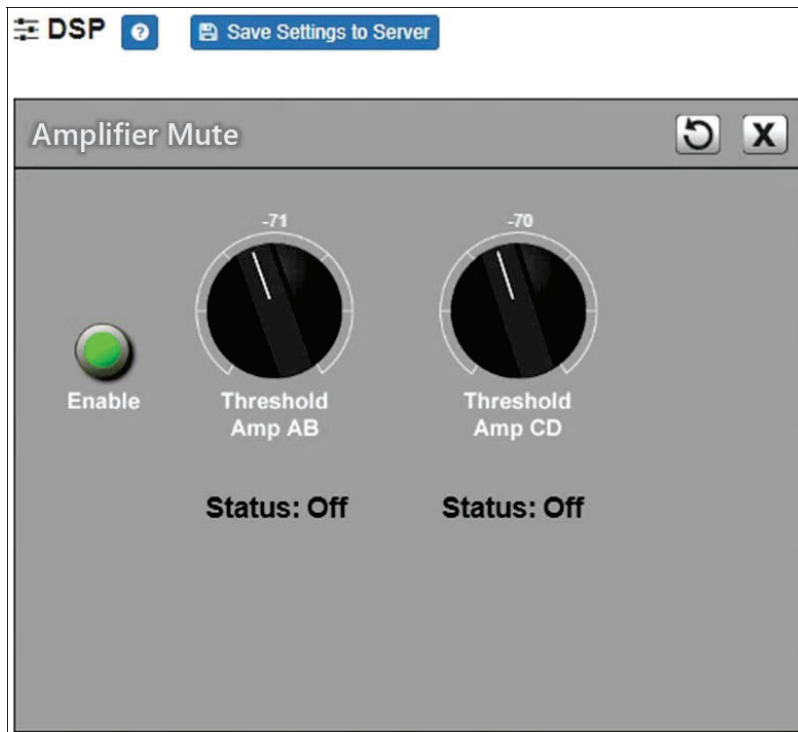 DSP ? Save Settings to Server
Amplifier Mute X
-71 -70
Enable
Threshold Threshold
Amp AB Amp CD
Status: Off Status: Off